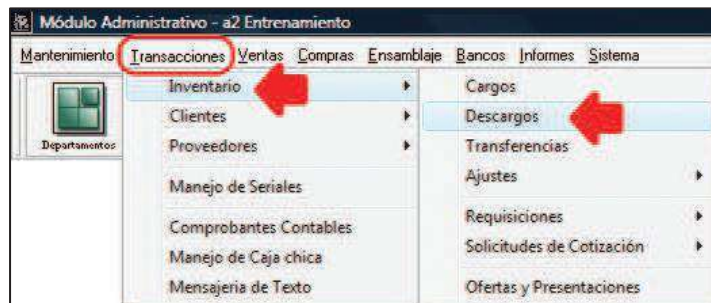 Módulo Administrativo - a2 Entrenamiento
Mantenimiento Transacciones Ventas Compras Ensamblaje Bancos Informes Sistema
Departamentos
Inventario
Clientes
Proveedores
Manejo de Seriales
Comprobantes Contables
Manejo de Caja chica
Mensajeria de Texto
Cargos
Descargos
Transferencias
Ajustes
Requisiciones
Solicitudes de Cotización
Ofertas y Presentaciones